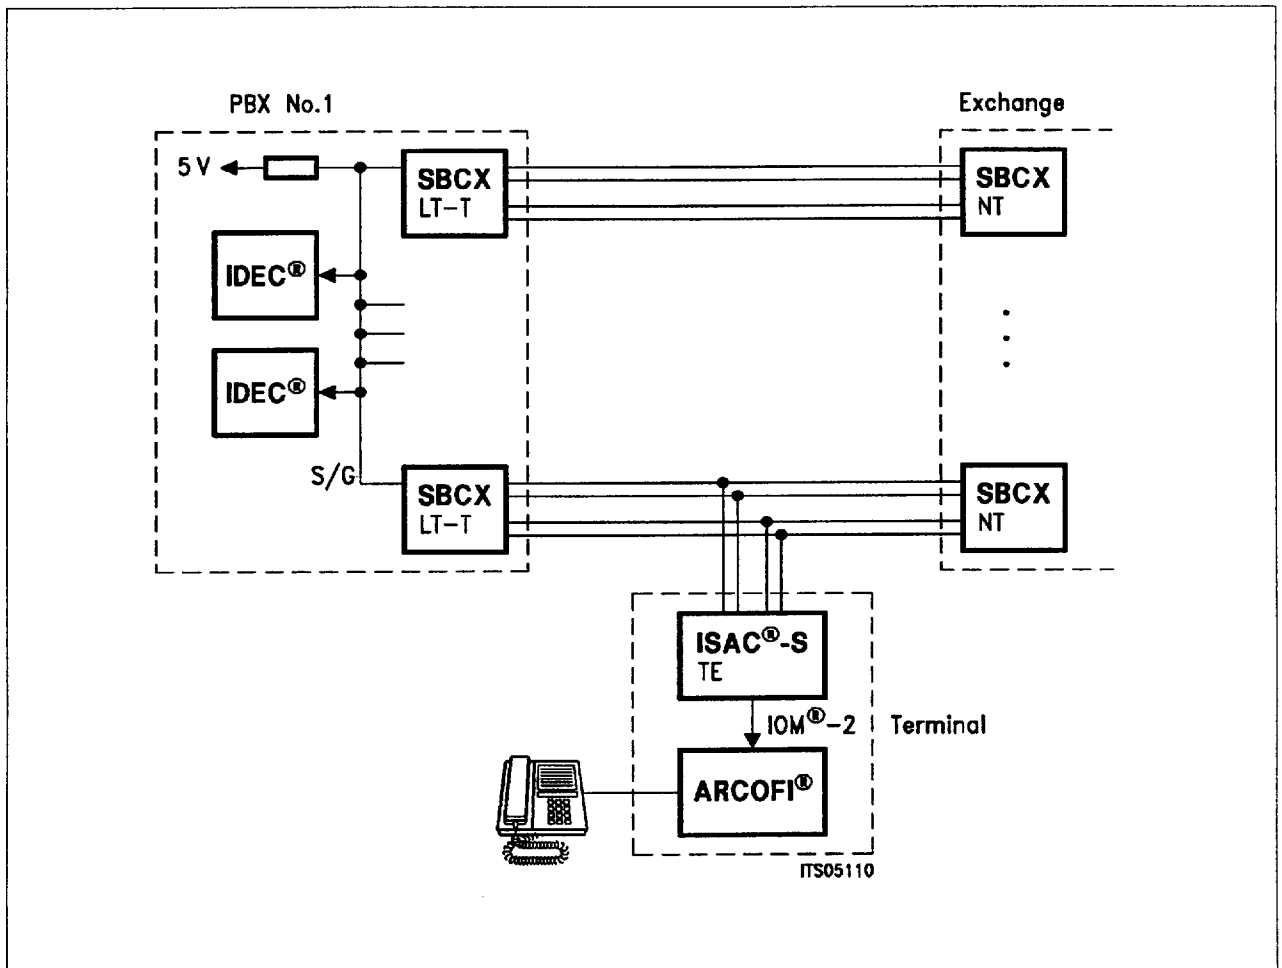 PBX No.1
Exchange
5 V
SBCX
LT-T
SBCX
NT
IDEC®
IDEC®
S/G
SBCX
LT-T
SBCX
NT
ISAC®-S
TE
IOM®-2
Terminal
ARCOFI®
ITS05110